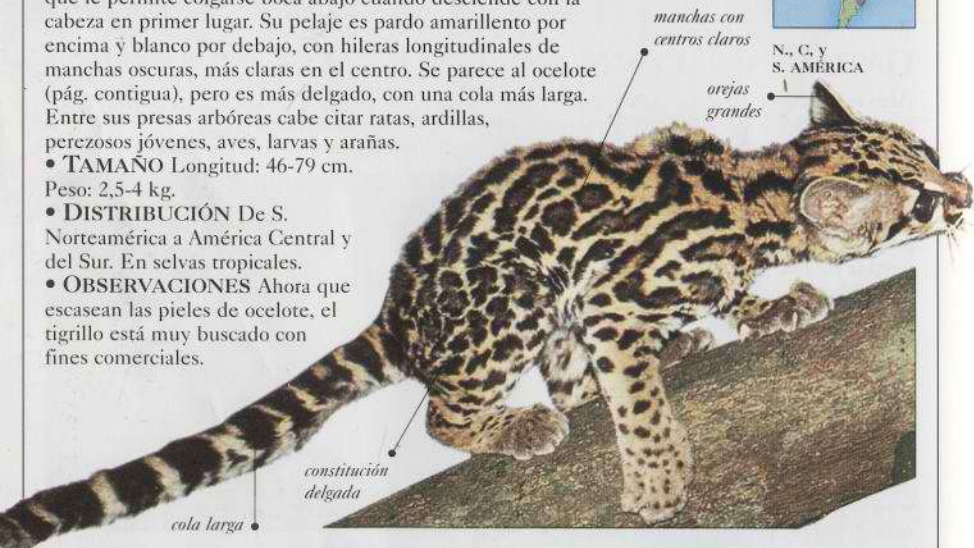 que le permite colgarse boca abajo cuando desciende con la
cabeza en primer lugar. Su pelaje es pardo amarillento por
encima y blanco por debajo, con hileras longitudinales de
manchas oscuras, más claras en el centro. Se parece al ocelote
(pág. contigua), pero es más delgado, con una cola más larga.
Entre sus presas arbóreas cabe citar ratas, ardillas,
perezosos jóvenes, aves, larvas y arañas.
• TAMAÑO Longitud: 46-79 cm.
Peso: 2,5-4 kg.
• DISTRIBUCIÓN De S.
Norteamérica a América Central y
del Sur. En selvas tropicales.
• OBSERVACIONES Ahora que
escasean las pieles de ocelote, el
tigrillo está muy buscado con
fines comerciales.
manchas con
centros claros
N., C, y
S. AMÉRICA
orejas
grandes
constitución
delgada
cola larga